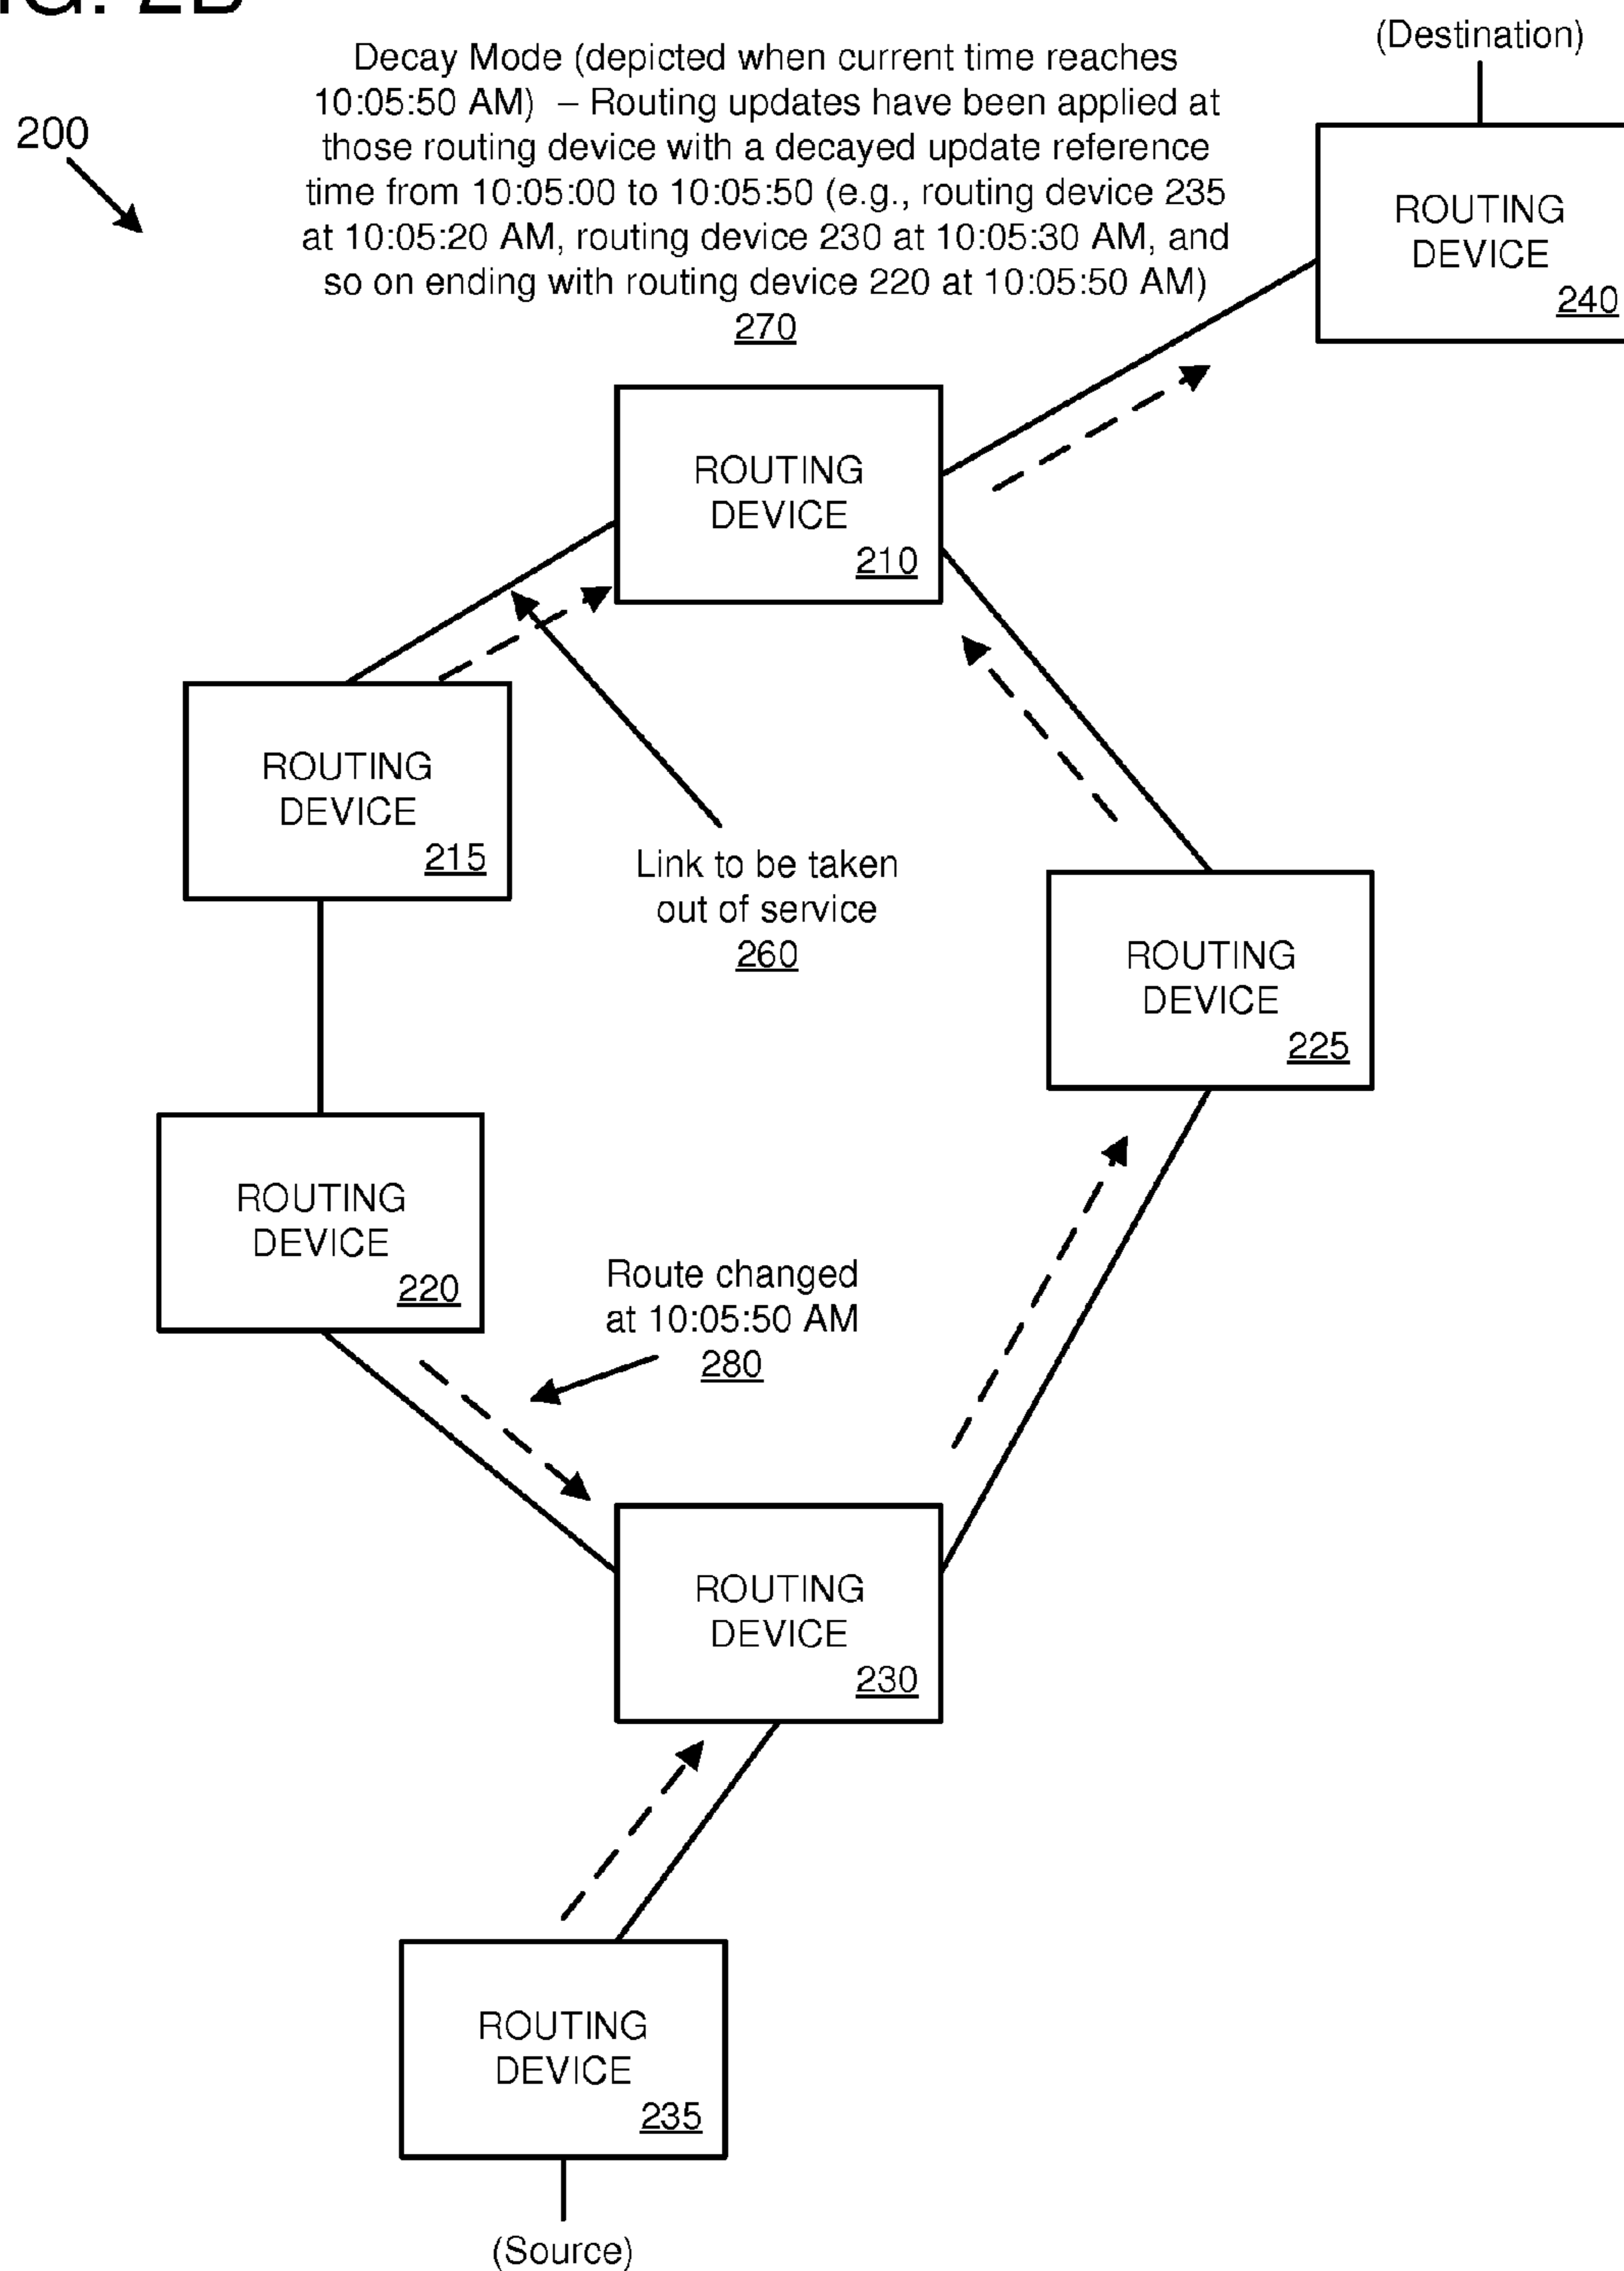 FIG. 2B
(Destination)
Decay Mode (depicted when current time reaches
10:05:50 AM) – Routing updates have been applied at
those routing device with a decayed update reference
time from 10:05:00 to 10:05:50 (e.g., routing device 235
at 10:05:20 AM, routing device 230 at 10:05:30 AM, and
so on ending with routing device 220 at 10:05:50 AM)
270
200
ROUTING
DEVICE
240
ROUTING
DEVICE
210
ROUTING
DEVICE
215
Link to be taken
out of service
260
ROUTING
DEVICE
225
ROUTING
DEVICE
220
Route changed
at 10:05:50 AM
280
ROUTING
DEVICE
230
ROUTING
DEVICE
235
(Source)